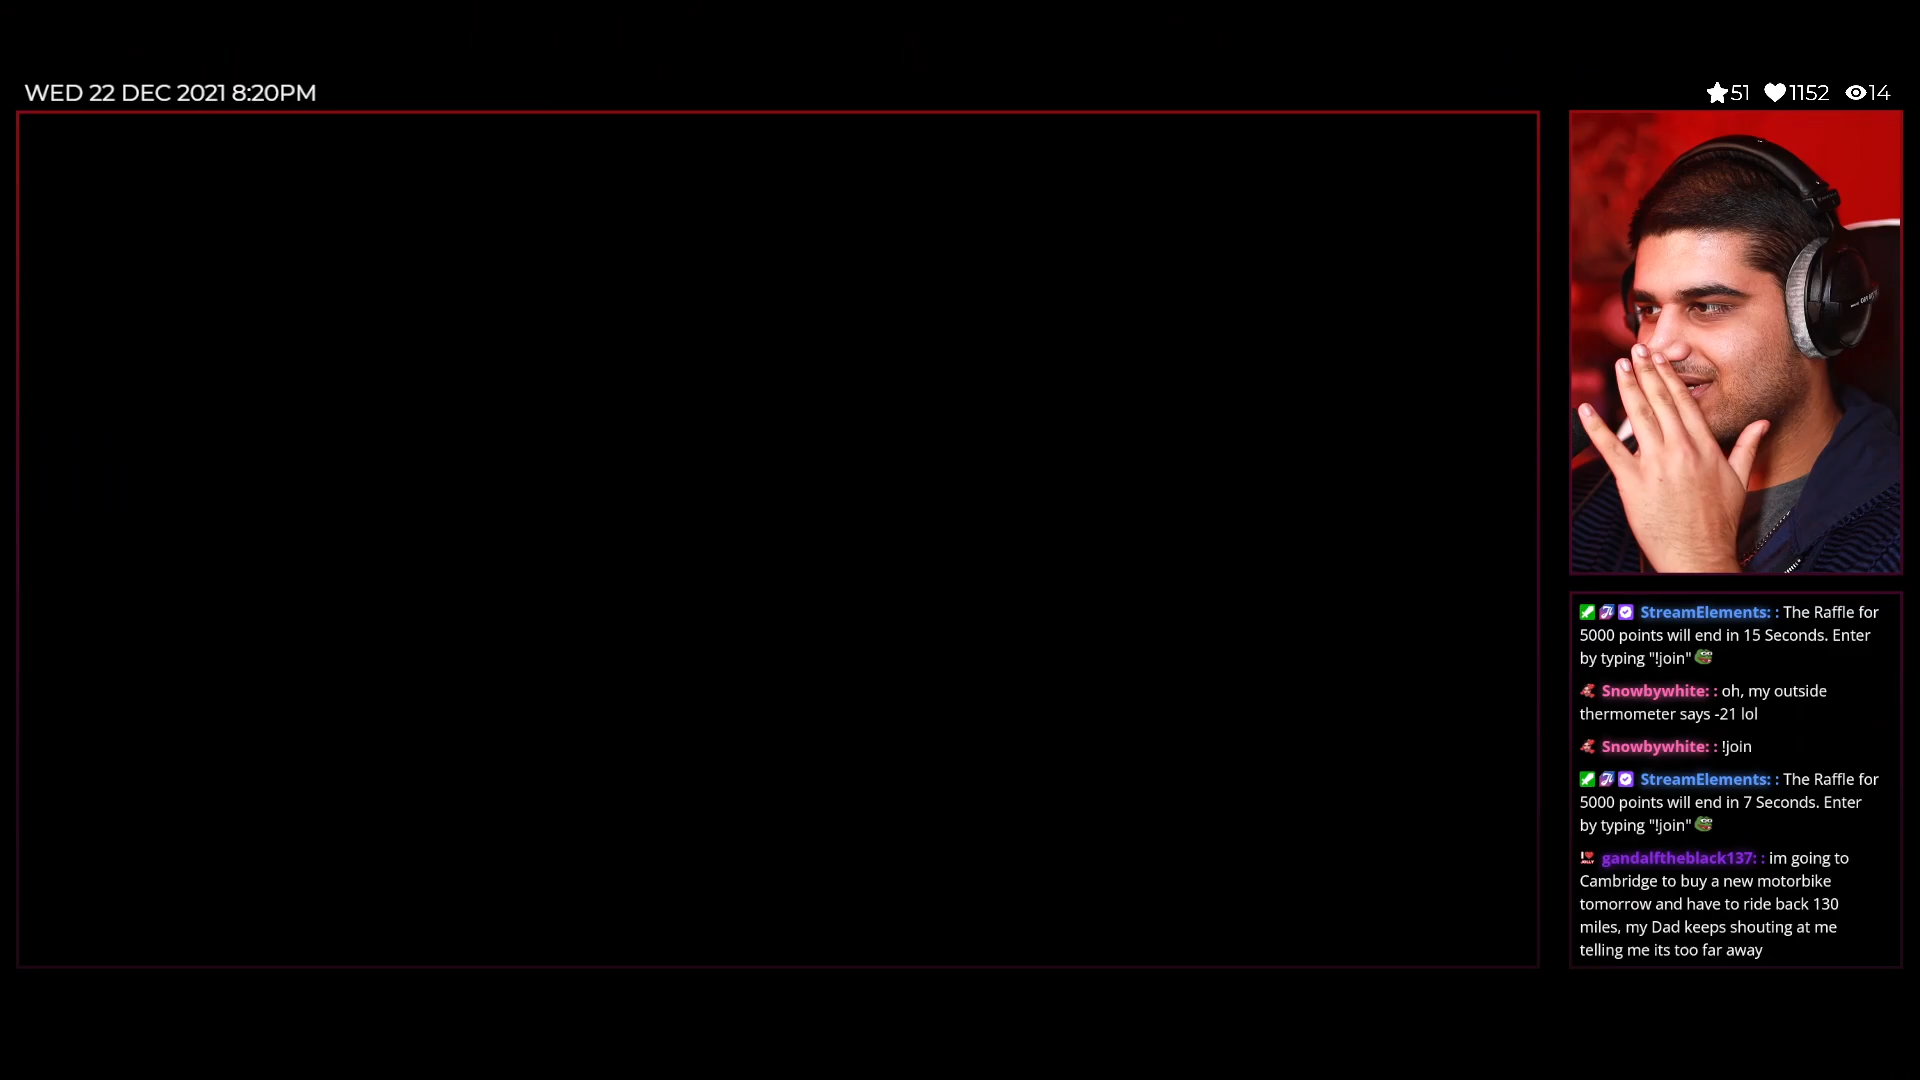 WED 22 DEC 2021 8:20PM
51 1152 14
StreamElements: : The Raffle for
5000 points will end in 15 Seconds. Enter
by typing "!join"
Snowbywhite: : oh, my outside
thermometer says -21 lol
Snowbywhite: : !join
StreamElements: : The Raffle for
5000 points will end in 7 Seconds. Enter
by typing "!join"
gandalftheblack137: : im going to
Cambridge to buy a new motorbike
tomorrow and have to ride back 130
miles, my Dad keeps shouting at me
telling me its too far away